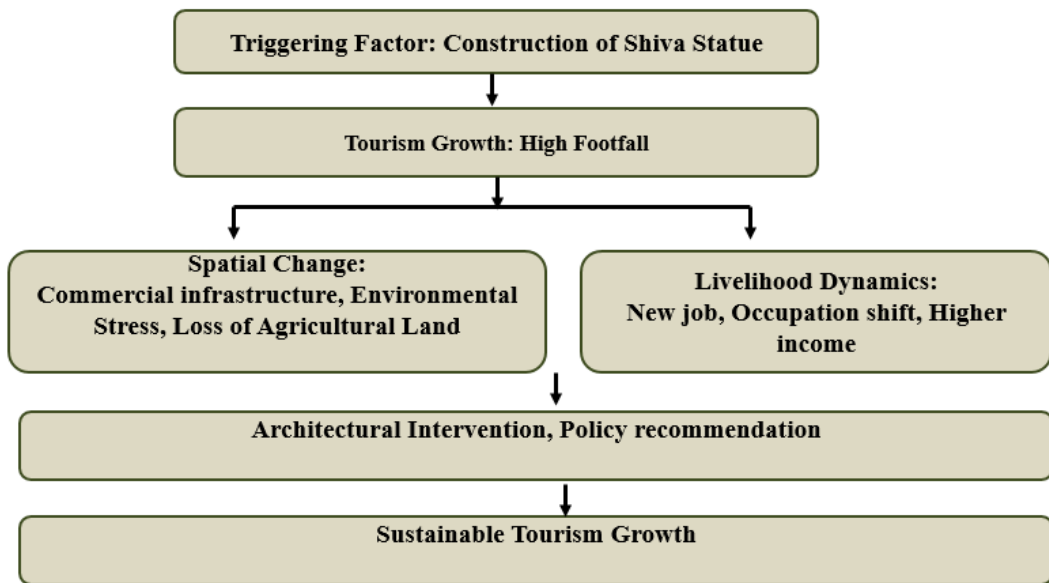 Triggering Factor: Construction of Shiva Statue
Tourism Growth: High Footfall
Spatial Change:
Commercial infrastructure, Environmental
Stress, Loss of Agricultural Land
Livelihood Dynamics:
New job, Occupation shift, Higher
income
Architectural Intervention, Policy recommendation
Sustainable Tourism Growth